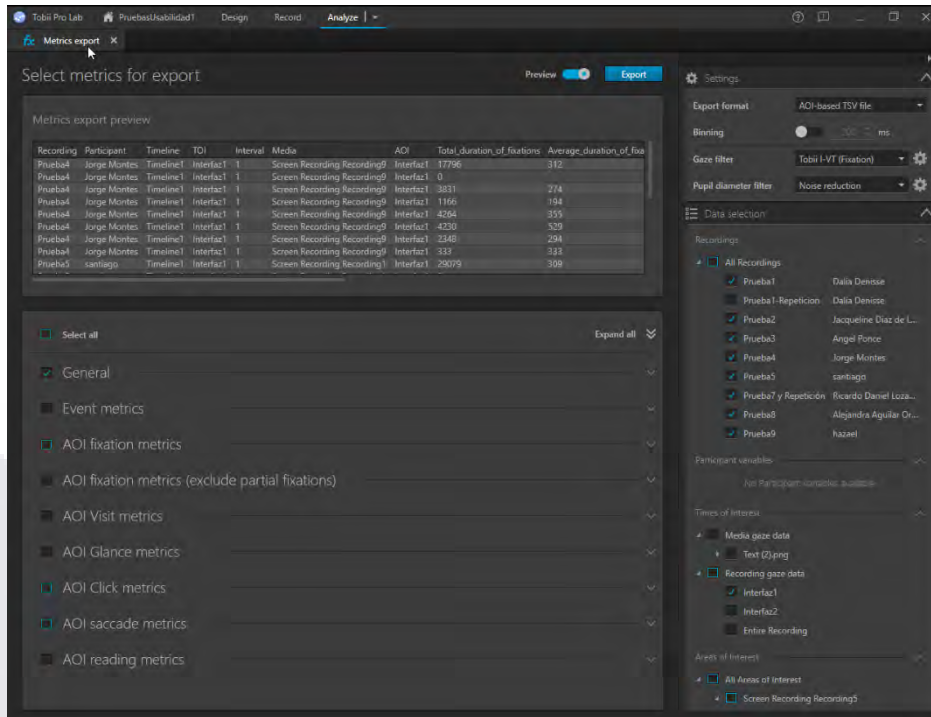 Tobii Pro Lab PruebasUsabilidad1 Design Record Analyze
fx Metrics export ×
Select metrics for export Preview Export
Metrics export preview
Recording Participant Timeline TOI Interval Media AOI Total_duration_of_fixations Average_duration_of_fixa
Prueba4 Jorge Montes Timeline1 Interfaz1 1 Screen Recording Recording9 Interfaz1 17796 312
Prueba4 Jorge Montes Timeline1 Interfaz1 1 Screen Recording Recording9 Interfaz1 0
Prueba4 Jorge Montes Timeline1 Interfaz1 1 Screen Recording Recording9 Interfaz1 3831 274
Prueba4 Jorge Montes Timeline1 Interfaz1 1 Screen Recording Recording9 Interfaz1 1166 194
Prueba4 Jorge Montes Timeline1 Interfaz1 1 Screen Recording Recording9 Interfaz1 4264 355
Prueba4 Jorge Montes Timeline1 Interfaz1 1 Screen Recording Recording9 Interfaz1 4230 529
Prueba4 Jorge Montes Timeline1 Interfaz1 1 Screen Recording Recording9 Interfaz1 2348 294
Prueba4 Jorge Montes Timeline1 Interfaz1 1 Screen Recording Recording9 Interfaz1 333 333
Prueba5 santiago Timeline1 Interfaz1 1 Screen Recording Recording1 Interfaz1 29079 309
Select all Expand all
General
Event metrics
AOI fixation metrics
AOI fixation metrics (exclude partial fixations)
AOI Visit metrics
AOI Glance metrics
AOI Click metrics
AOI saccade metrics
AOI reading metrics
Settings
Export format AOI-based TSV file
Binning ms
Gaze filter Tobii I-VT (Fixation)
Pupil diameter filter Noise reduction
Data selection
Recordings
All Recordings
Prueba1 Dalia Denisse
Prueba1-Repeticion Dalia Denisse
Prueba2 Jacqueline Diaz de L...
Prueba3 Angel Ponce
Prueba4 Jorge Montes
Prueba5 santiago
Prueba7 y Repetición Ricardo Daniel Loza...
Prueba8 Alejandra Aguilar Or...
Prueba9 hazael
Participant variables
No Participant variables available
Times of Interest
Media gaze data
Text (2).png
Recording gaze data
Interfaz1
Interfaz2
Entire Recording
Areas of Interest
All Areas of Interest
Screen Recording Recording5